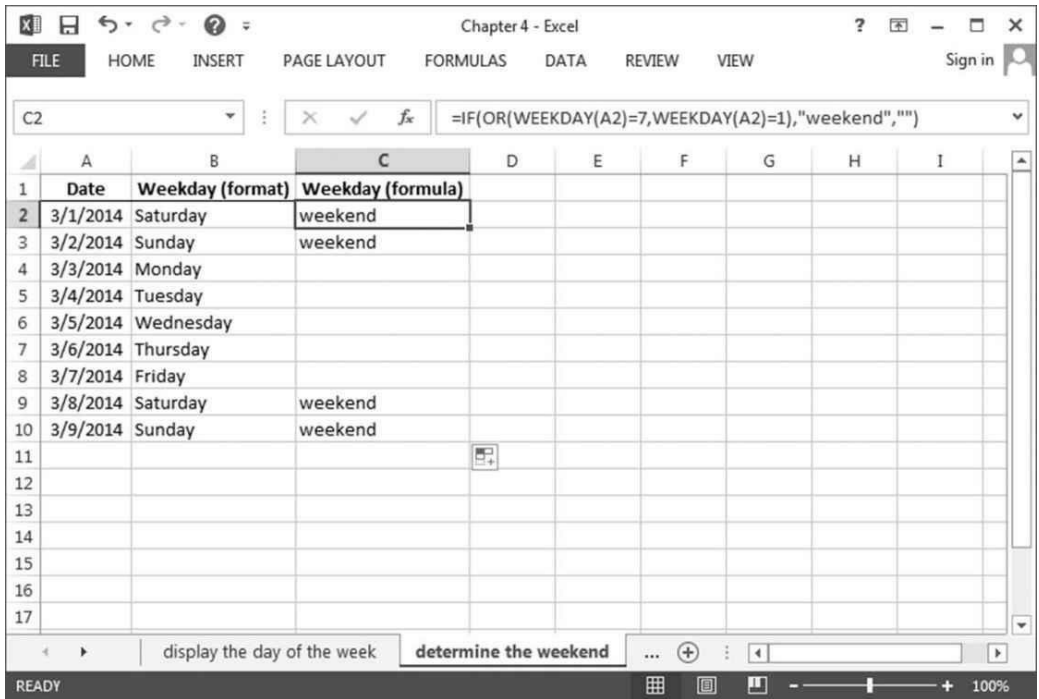 Chapter 4 - Excel
FILE HOME INSERT PAGE LAYOUT FORMULAS DATA REVIEW VIEW Sign in
C2 fx =IF(OR(WEEKDAY(A2)=7,WEEKDAY(A2)=1),"weekend","")
A B C D E F G H I
1 Date Weekday (format) Weekday (formula)
2 3/1/2014 Saturday weekend
3 3/2/2014 Sunday weekend
4 3/3/2014 Monday
5 3/4/2014 Tuesday
6 3/5/2014 Wednesday
7 3/6/2014 Thursday
8 3/7/2014 Friday
9 3/8/2014 Saturday weekend
10 3/9/2014 Sunday weekend
11
12
13
14
15
16
17
display the day of the week determine the weekend ...
READY 100%